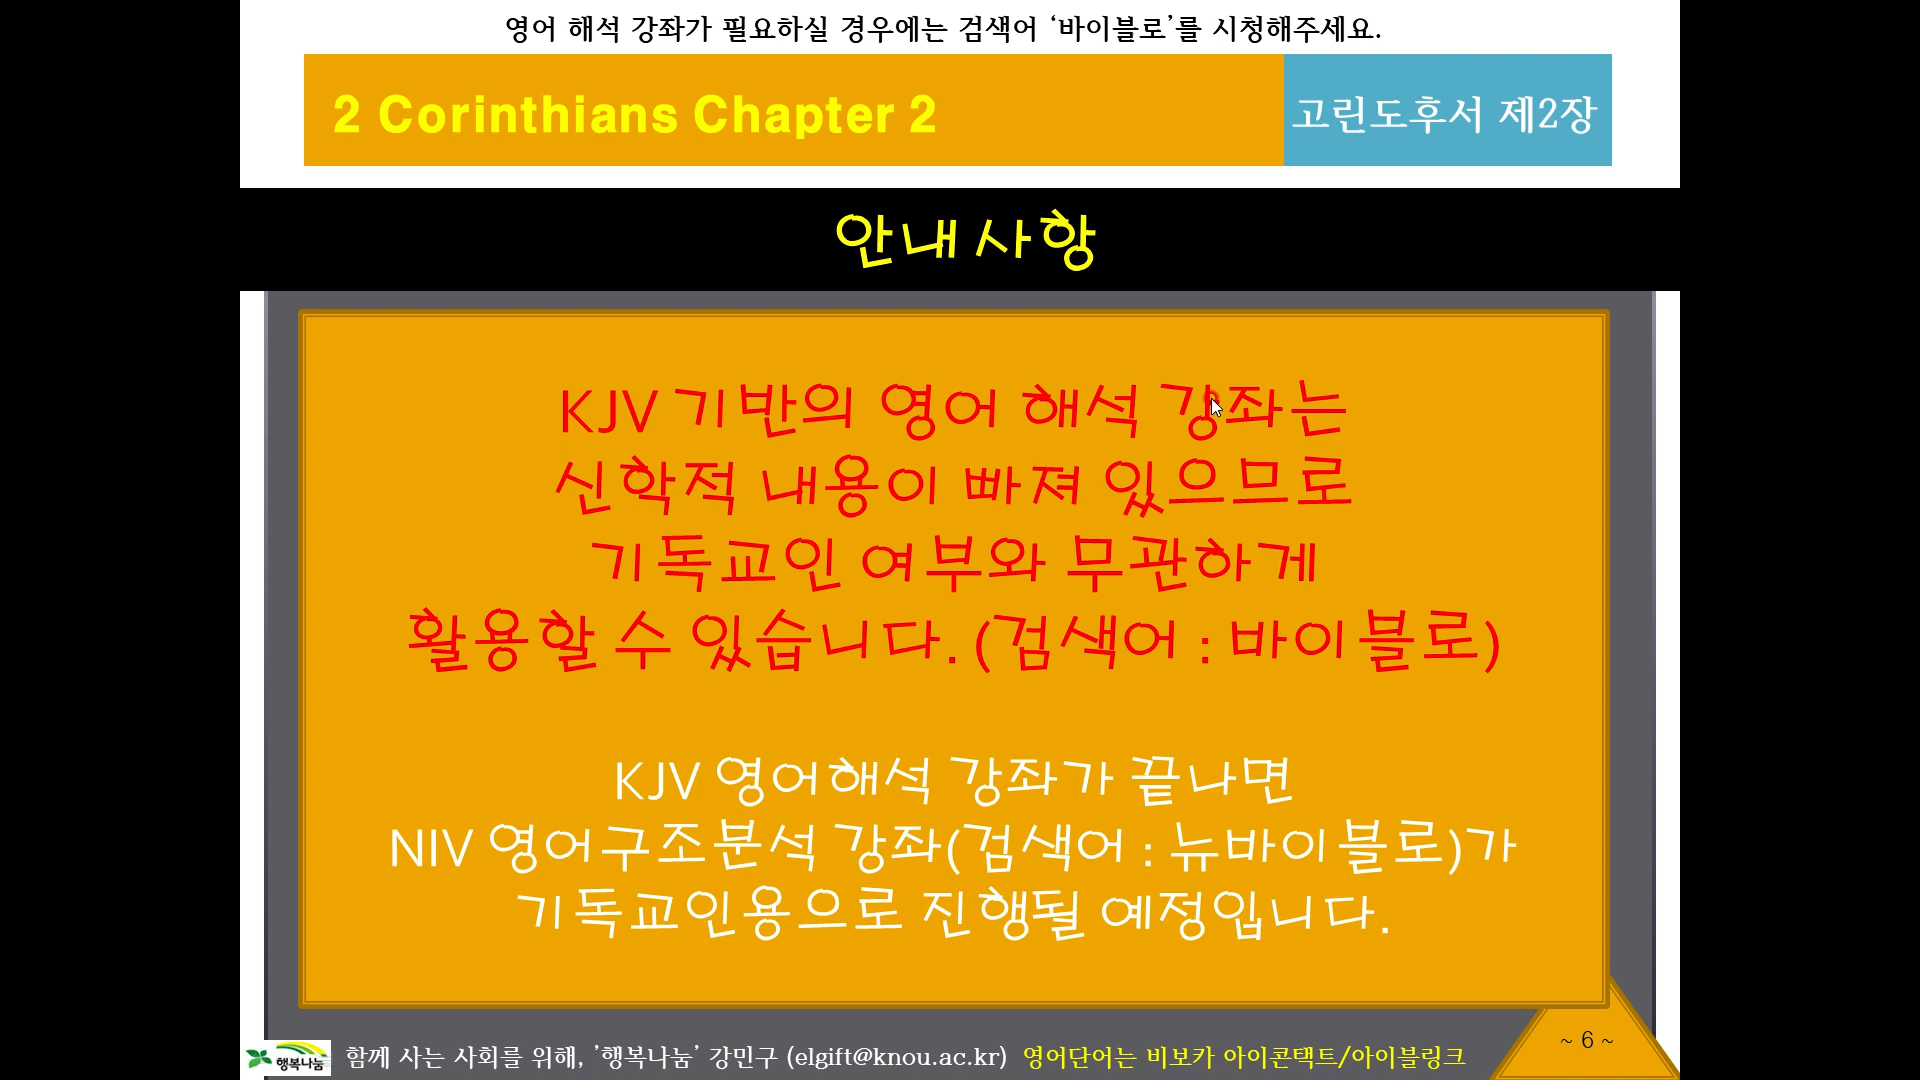 영어 해석 강좌가 필요하실 경우에는 검색어 ‘바이블로’를 시청해주세요.
2 Corinthians Chapter 2
고린도후서 제2장
안내사항
KJV 기반의 영어 해석 강좌는
신학적 내용이 빠져 있으므로
기독교인 여부와 무관하게
활용할 수 있습니다. (검색어 : 바이블로)
KJV 영어해석 강좌가 끝나면
NIV 영어구조분석 강좌(검색어 : 뉴바이블로)가
기독교인용으로 진행될 예정입니다.
~ 6 ~
행복나눔
함께 사는 사회를 위해, ’행복나눔’ 강민구 (elgift@knou.ac.kr) 영어단어는 비보카 아이콘택트/아이블링크